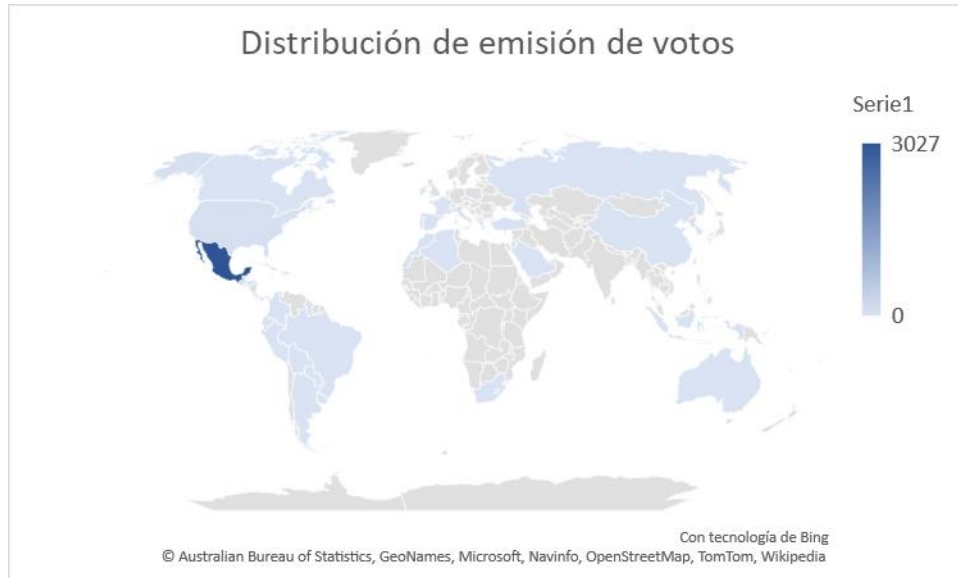 Distribución de emisión de votos
Serie1
3027
0
Con tecnología de Bing
© Australian Bureau of Statistics, GeoNames, Microsoft, Navinfo, OpenStreetMap, TomTom, Wikipedia